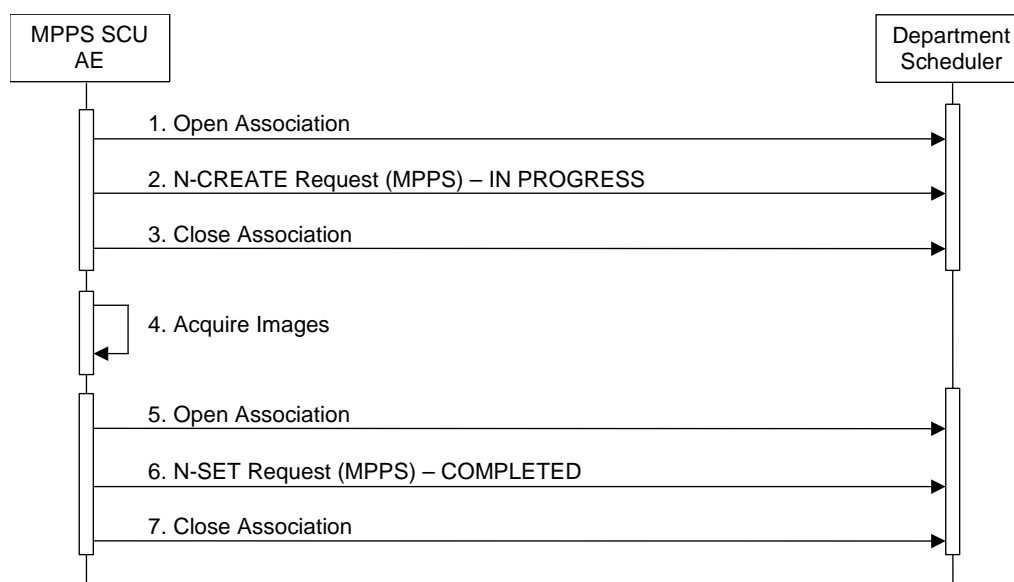 MPPS SCU
AE
Department
Scheduler
1. Open Association
2. N-CREATE Request (MPPS) – IN PROGRESS
3. Close Association
4. Acquire Images
5. Open Association
6. N-SET Request (MPPS) – COMPLETED
7. Close Association